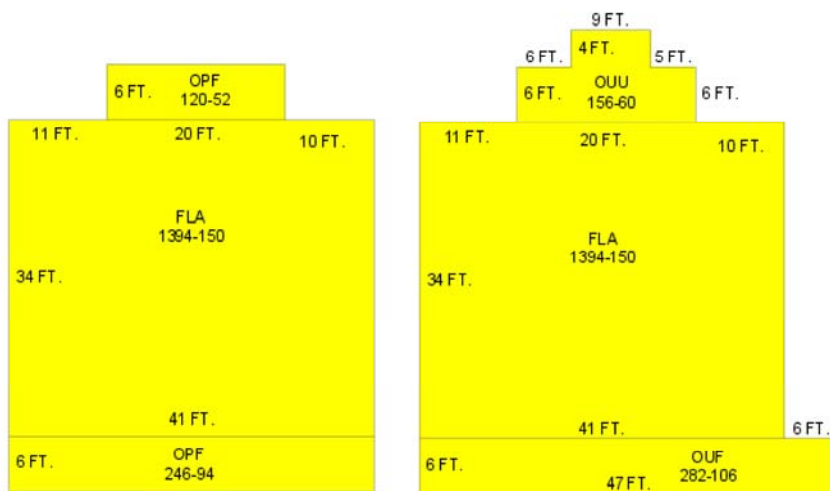 OPF
6 FT.
120-52
11 FT.
20 FT.
10 FT.
FLA
1394-150
34 FT.
41 FT.
6 FT.
OPF
246-94
9 FT.
6 FT.
4 FT.
5 FT.
6 FT.
OUU
6 FT.
156-60
11 FT.
20 FT.
10 FT.
FLA
1394-150
34 FT.
41 FT.
6 FT.
6 FT.
OUF
282-106
47 FT.